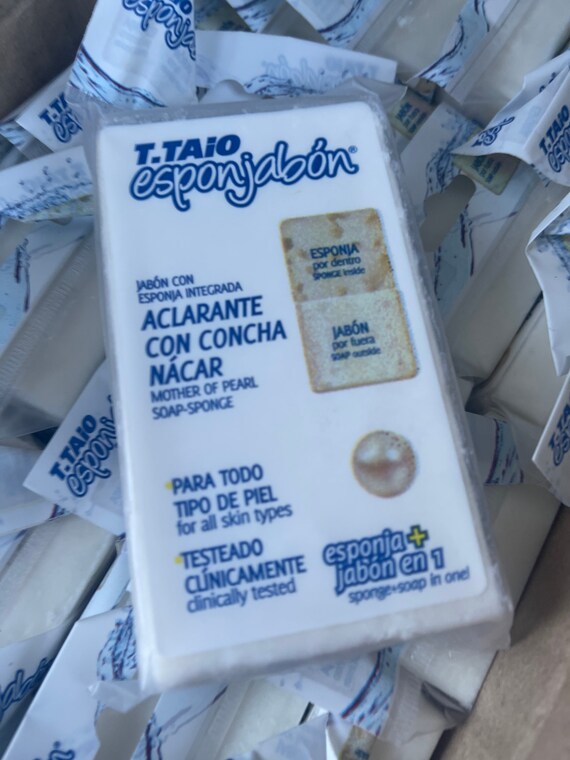 T.TAiO
esponjabón®
ESPONJA
por dentro
SPONGE inside
JABÓN
por fuera
SOAP outside
JABÓN CON
ESPONJA INTEGRADA
ACLARANTE
CON CONCHA
NÁCAR
MOTHER OF PEARL
SOAP-SPONGE
PARA TODO
TIPO DE PIEL
for all skin types
TESTEADO
CLÍNICAMENTE
clinically tested
esponja +
jabón en 1
sponge+soap in one!
T.TAiO